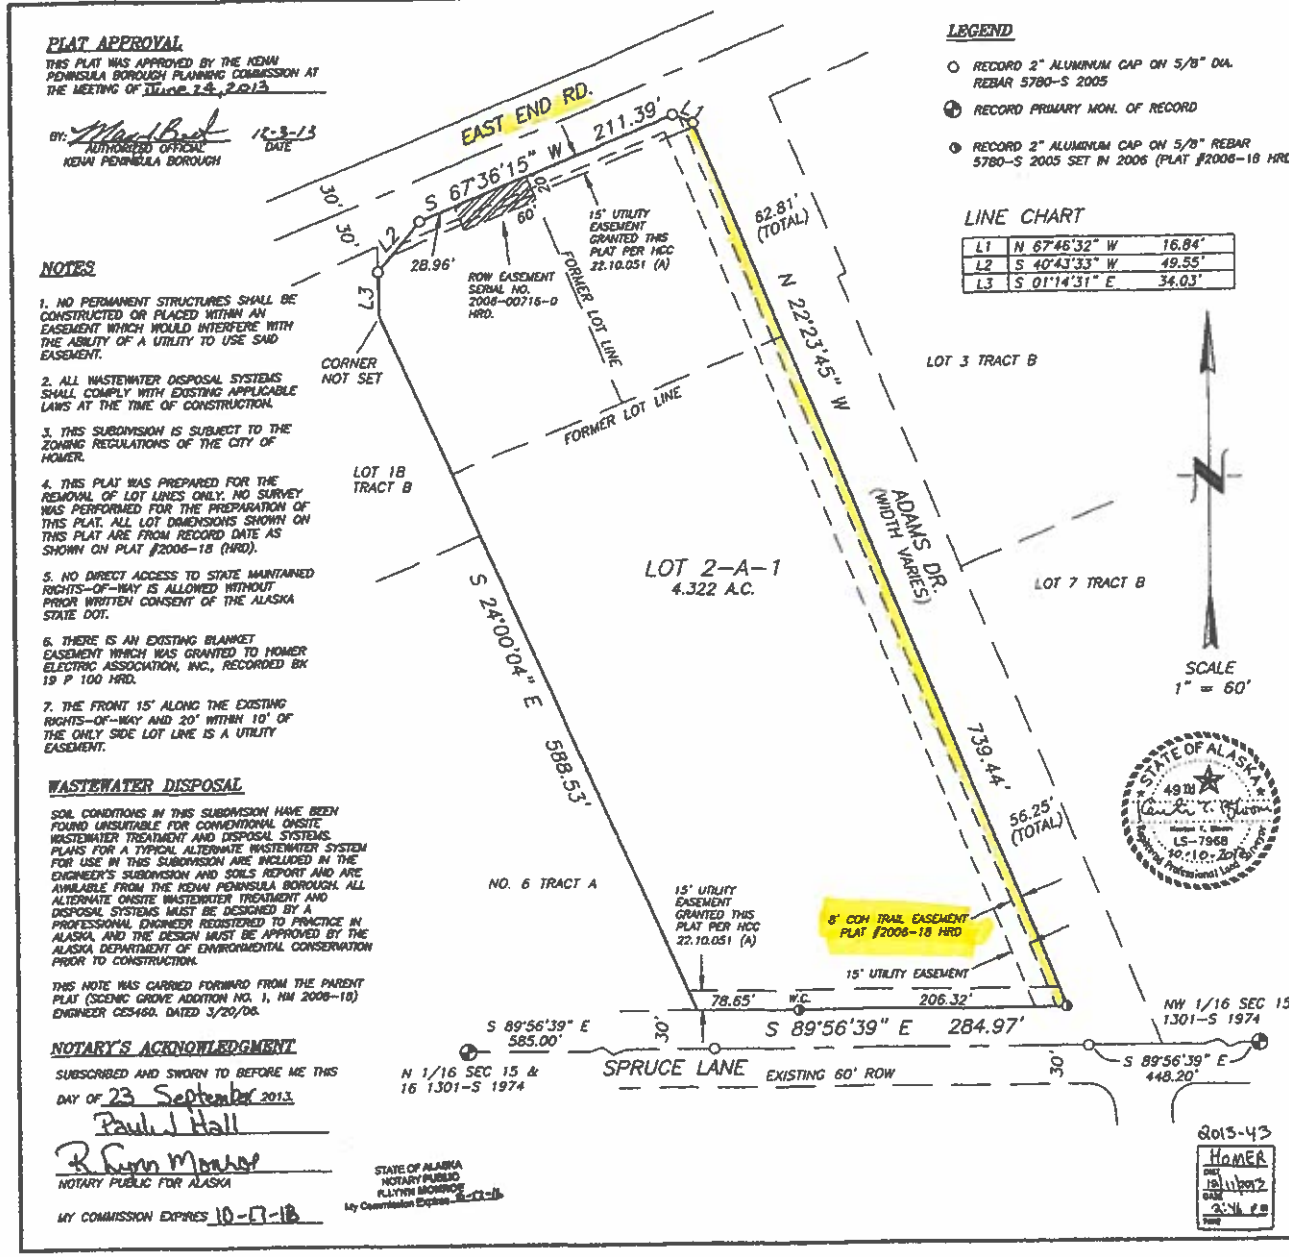 PLAT APPROVAL
THIS PLAT WAS APPROVED BY THE KENAI
PENINSULA BOROUGH PLANNING COMMISSION AT
THE MEETING OF June 24, 2013
BY: 12-3-13
AUTHORIZED OFFICIAL DATE
KENAI PENINSULA BOROUGH
NOTES
1. NO PERMANENT STRUCTURES SHALL BE
CONSTRUCTED OR PLACED WITHIN AN
EASEMENT WHICH WOULD INTERFERE WITH
THE ABILITY OF A UTILITY TO USE SAID
EASEMENT.
2. ALL WASTEWATER DISPOSAL SYSTEMS
SHALL COMPLY WITH EXISTING APPLICABLE
LAWS AT THE TIME OF CONSTRUCTION.
3. THIS SUBDIVISION IS SUBJECT TO THE
ZONING REGULATIONS OF THE CITY OF
HOMER.
4. THIS PLAT WAS PREPARED FOR THE
REMOVAL OF LOT LINES ONLY. NO SURVEY
WAS PERFORMED FOR THE PREPARATION OF
THIS PLAT. ALL LOT DIMENSIONS SHOWN ON
THIS PLAT ARE FROM RECORD DATE AS
SHOWN ON PLAT #2006-18 (HRD).
5. NO DIRECT ACCESS TO STATE MAINTAINED
RIGHTS-OF-WAY IS ALLOWED WITHOUT
PRIOR WRITTEN CONSENT OF THE ALASKA
STATE DOT.
6. THERE IS AN EXISTING BLANKET
EASEMENT WHICH WAS GRANTED TO HOMER
ELECTRIC ASSOCIATION, INC., RECORDED BK
19 P 100 HRD.
7. THE FRONT 15' ALONG THE EXISTING
RIGHTS-OF-WAY AND 20' WITHIN 10' OF
THE ONLY SIDE LOT LINE IS A UTILITY
EASEMENT.
WASTEWATER DISPOSAL
SOIL CONDITIONS IN THIS SUBDIVISION HAVE BEEN
FOUND UNSUITABLE FOR CONVENTIONAL ONSITE
WASTEWATER TREATMENT AND DISPOSAL SYSTEMS.
PLANS FOR A TYPICAL ALTERNATE WASTEWATER SYSTEM
FOR USE IN THIS SUBDIVISION ARE INCLUDED IN THE
ENGINEER'S SUBDIVISION AND SOILS REPORT AND ARE
AVAILABLE FROM THE KENAI PENINSULA BOROUGH. ALL
ALTERNATE ONSITE WASTEWATER TREATMENT AND
DISPOSAL SYSTEMS MUST BE DESIGNED BY A
PROFESSIONAL ENGINEER REGISTERED TO PRACTICE IN
ALASKA, AND THE DESIGN MUST BE APPROVED BY THE
ALASKA DEPARTMENT OF ENVIRONMENTAL CONSERVATION
PRIOR TO CONSTRUCTION.
THIS NOTE WAS CARRIED FORWARD FROM THE PARENT
PLAT (SCENIC GROVE ADDITION NO. 1, HM 2006-18)
ENGINEER CE5460. DATED 3/20/06.
NOTARY'S ACKNOWLEDGMENT
SUBSCRIBED AND SWORN TO BEFORE ME THIS
DAY OF 23 September 2013.
Paul J Hall
R. Lynn Monroe
NOTARY PUBLIC FOR ALASKA
MY COMMISSION EXPIRES
STATE OF ALASKA
NOTARY PUBLIC
R. LYNN MONROE
My Commission Expires
EAST END RD.
211.39'
L1
S 67°36'15" W
30'
30'
20'
60'
L2
28.96'
L3
15' UTILITY
EASEMENT
GRANTED THIS
PLAT PER HCC
22.10.051 (A)
ROW EASEMENT
SERIAL NO.
2006-00716-0
HRD.
FORMER LOT LINE
FORMER LOT LINE
CORNER
NOT SET
62.81'
(TOTAL)
N 22°23'45" W
LOT 1B
TRACT B
ADAMS DR.
(WIDTH VARIES)
LOT 2-A-1
4.322 A.C.
S 24°00'04" E
588.53'
739.44'
56.25'
(TOTAL)
NO. 6 TRACT A
15' UTILITY
EASEMENT
GRANTED THIS
PLAT PER HCC
22.10.051 (A)
8' COH TRAIL EASEMENT
PLAT #2006-18 HRD
15' UTILITY EASEMENT
78.65' W.C. 206.32'
S 89°56'39" E 284.97'
S 89°56'39" E
585.00'
30'
30'
N 1/16 SEC 15 &
16 1301-S 1974
SPRUCE LANE
EXISTING 60' ROW
NW 1/16 SEC 15
1301-S 1974
S 89°56'39" E
448.20'
LEGEND
RECORD 2" ALUMINUM CAP ON 5/8" DIA.
REBAR 5780-S 2005
RECORD PRIMARY MON. OF RECORD
RECORD 2" ALUMINUM CAP ON 5/8" REBAR
5780-S 2005 SET IN 2006 (PLAT #2006-18 HRD
LINE CHART
L1 N 67°46'32" W 16.84'
L2 S 40°43'33" W 49.55'
L3 S 01°14'31" E 34.03'
LOT 3 TRACT B
LOT 7 TRACT B
N
SCALE
1" = 60'
STATE OF ALASKA
49 TH
LS-7968
Registered Professional Land Surveyor
2013-43
HOMER